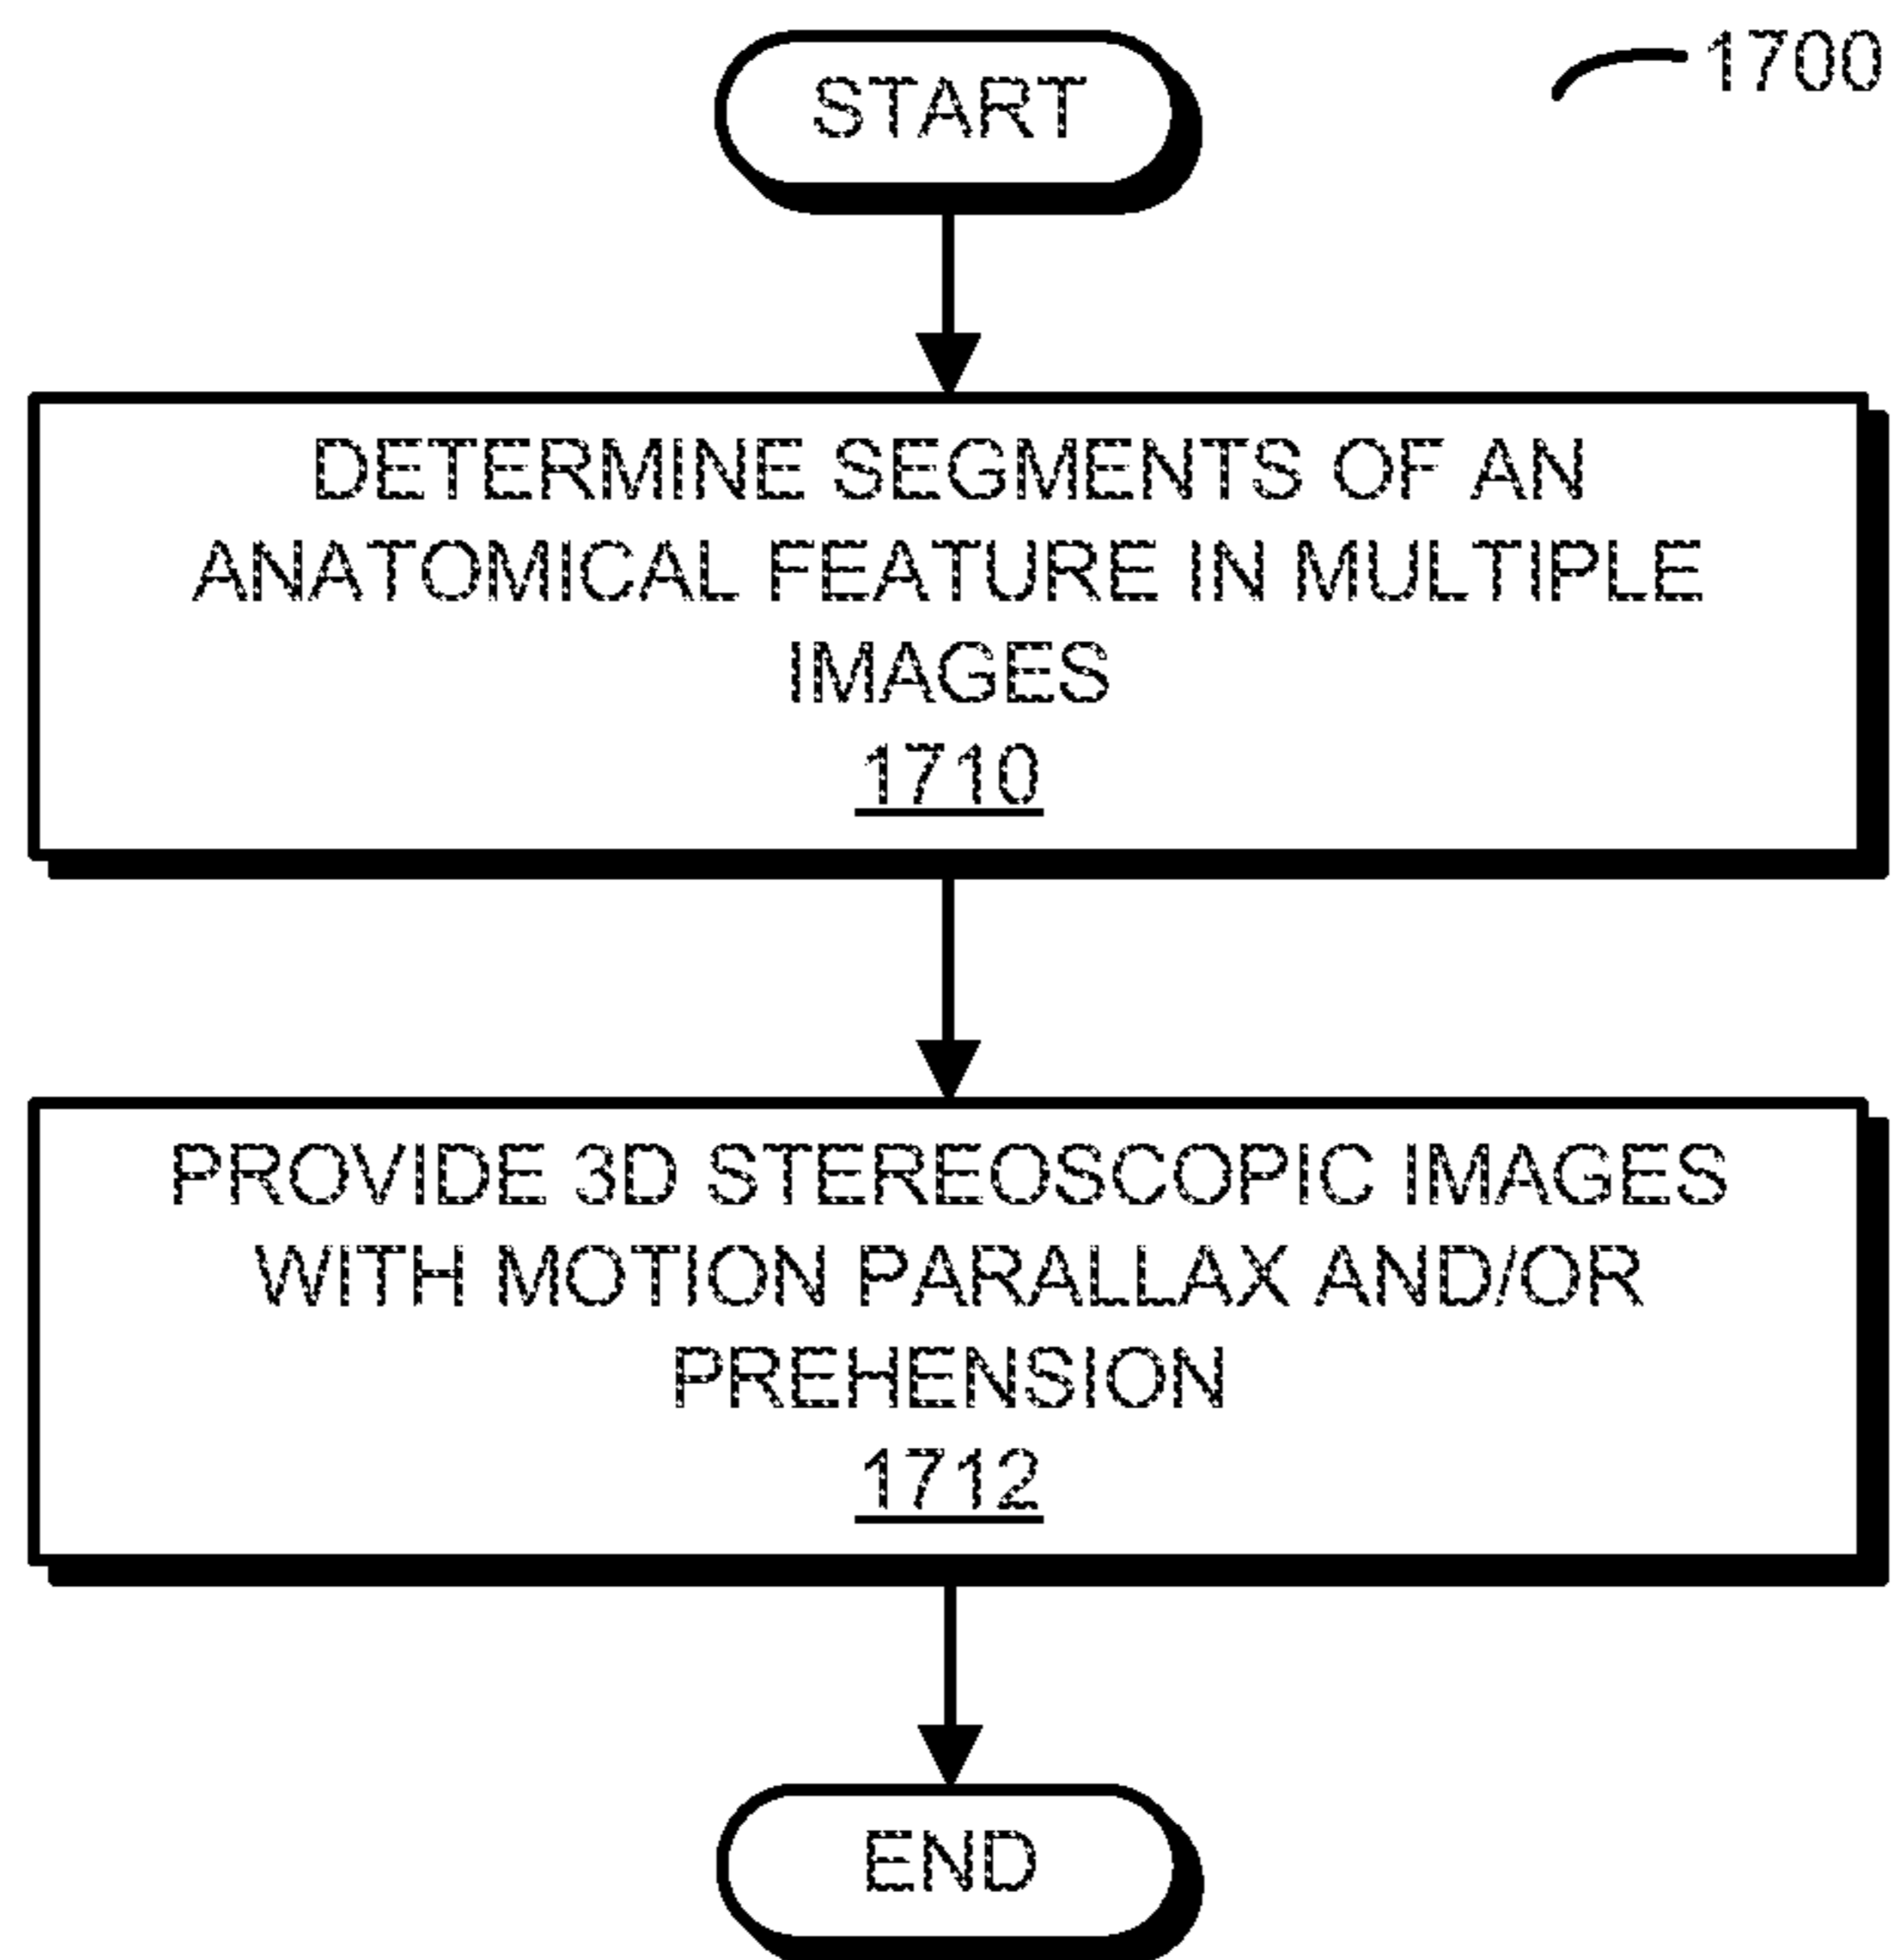 1700
START
DETERMINE SEGMENTS OF AN
ANATOMICAL FEATURE IN MULTIPLE
IMAGES
1710
PROVIDE 3D STEREOSCOPIC IMAGES
WITH MOTION PARALLAX AND/OR
PREHENSION
1712
END